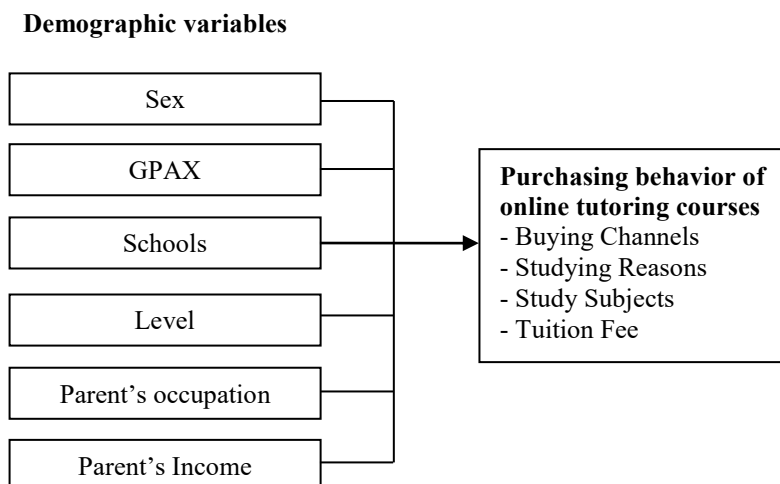 Demographic variables
Sex
GPAX
Schools
Level
Parent’s occupation
Parent’s Income
Purchasing behavior of
online tutoring courses
- Buying Channels
- Studying Reasons
- Study Subjects
- Tuition Fee